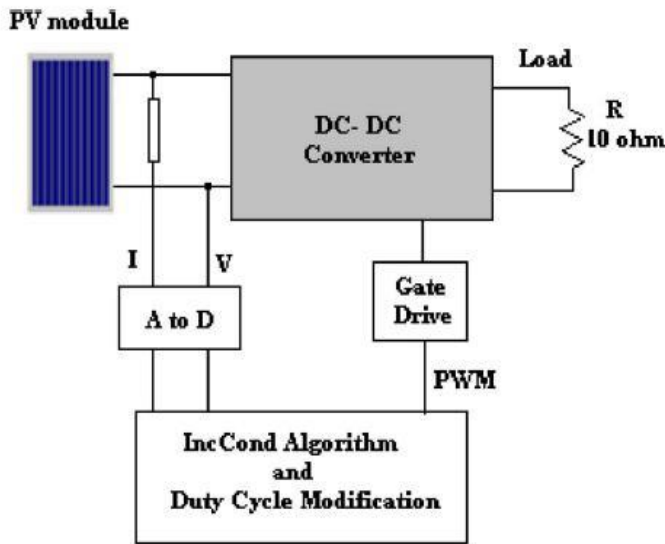 PV module
DC- DC
Converter
Load
R
10 ohm
I
V
A to D
Gate
Drive
PWM
IncCond Algorithm
and
Duty Cycle Modification